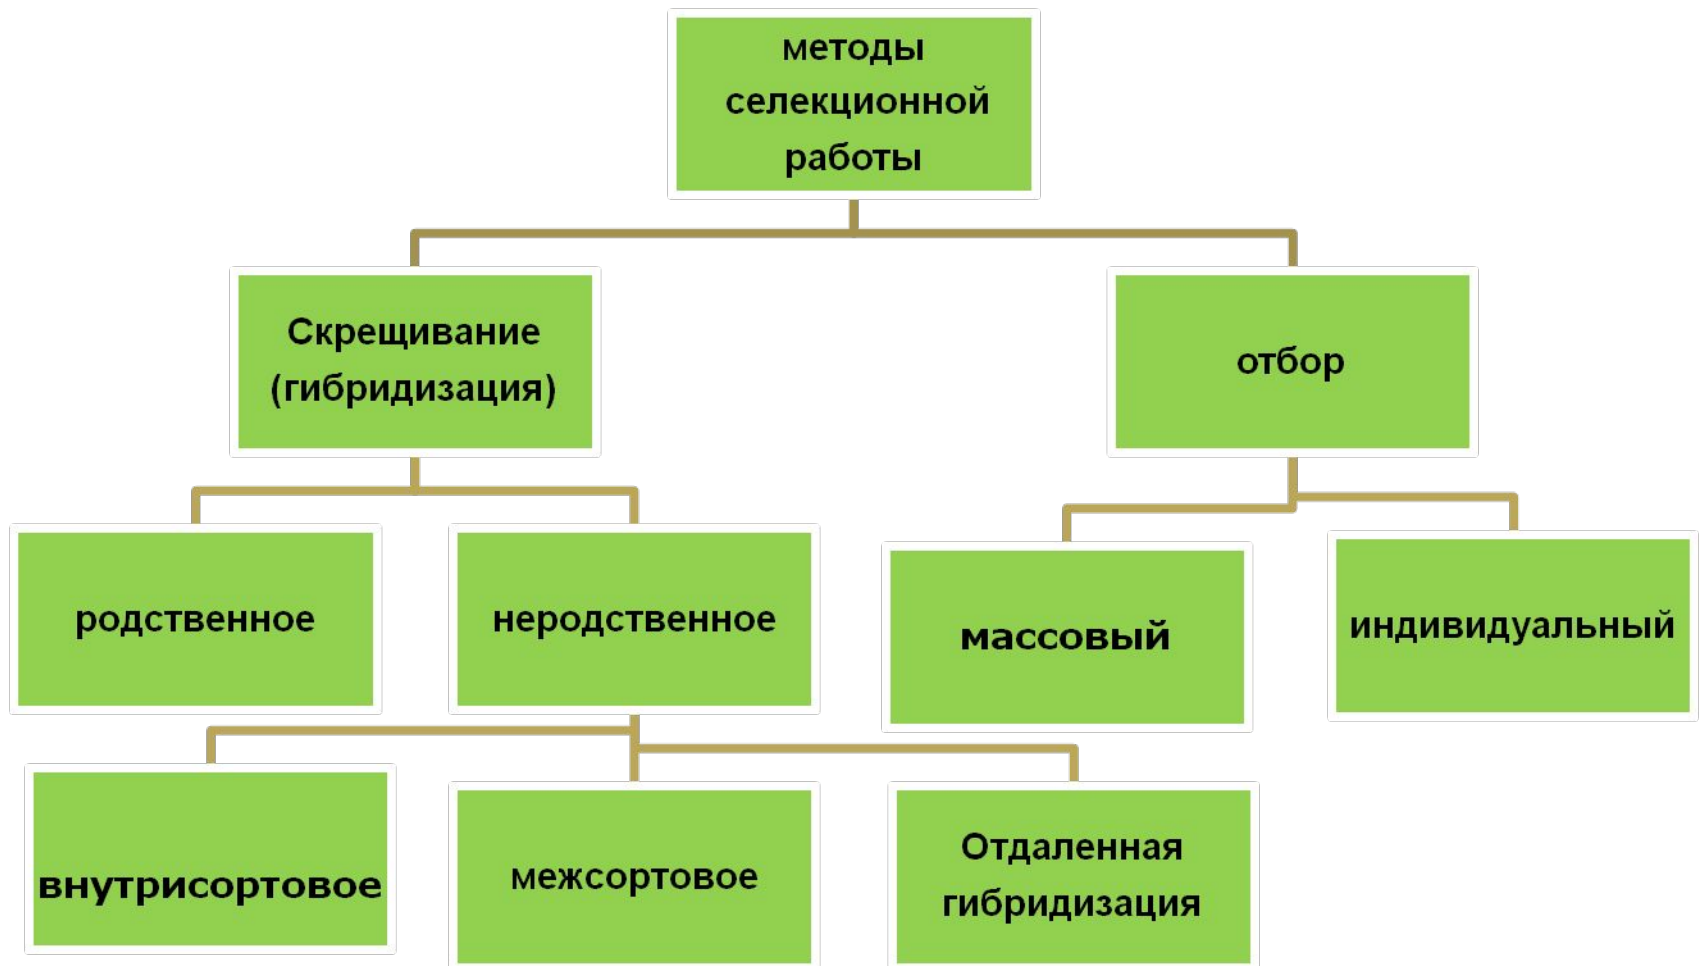 методы
селекционной
работы
Скрещивание
(гибридизация)
отбор
родственное
неродственное
массовый
индивидуальный
внутрисортовое
межсортовое
Отдаленная
гибридизация